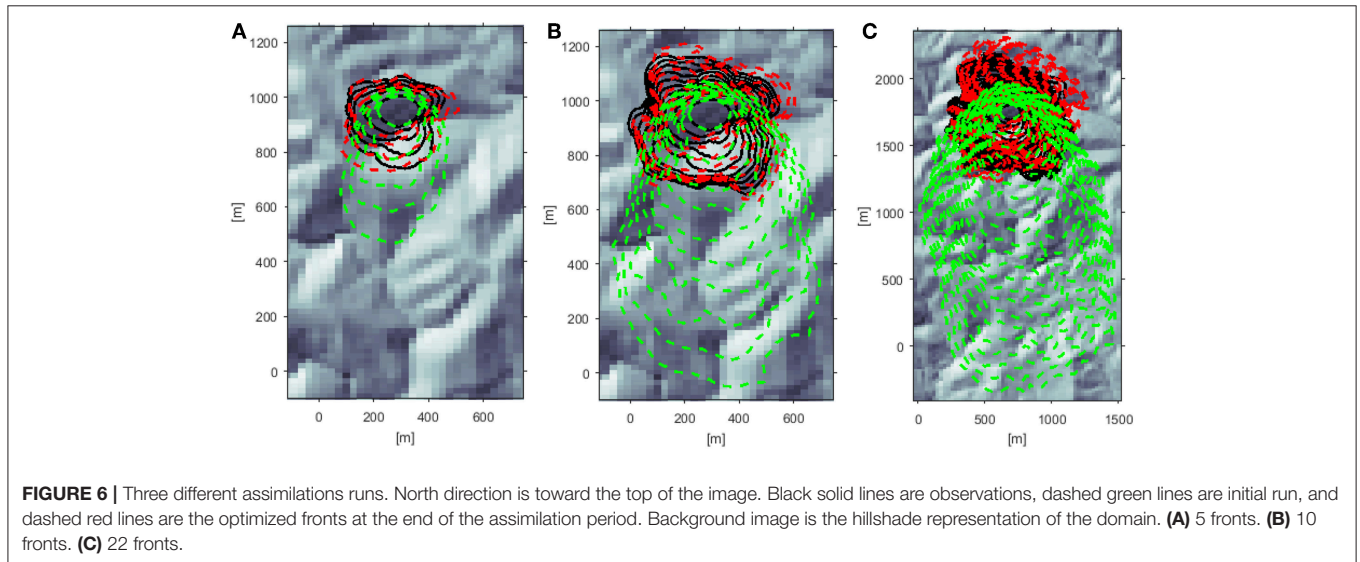 A
1200
1000
800
600
400
200
0
[m]
0 200 400 600
[m]
B
1200
1000
800
600
400
200
0
[m]
0 200 400 600
[m]
C
2000
1500
1000
500
0
[m]
0 500 1000 1500
[m]
FIGURE 6 | Three different assimilations runs. North direction is toward the top of the image. Black solid lines are observations, dashed green lines are initial run, and
dashed red lines are the optimized fronts at the end of the assimilation period. Background image is the hillshade representation of the domain. (A) 5 fronts. (B) 10
fronts. (C) 22 fronts.